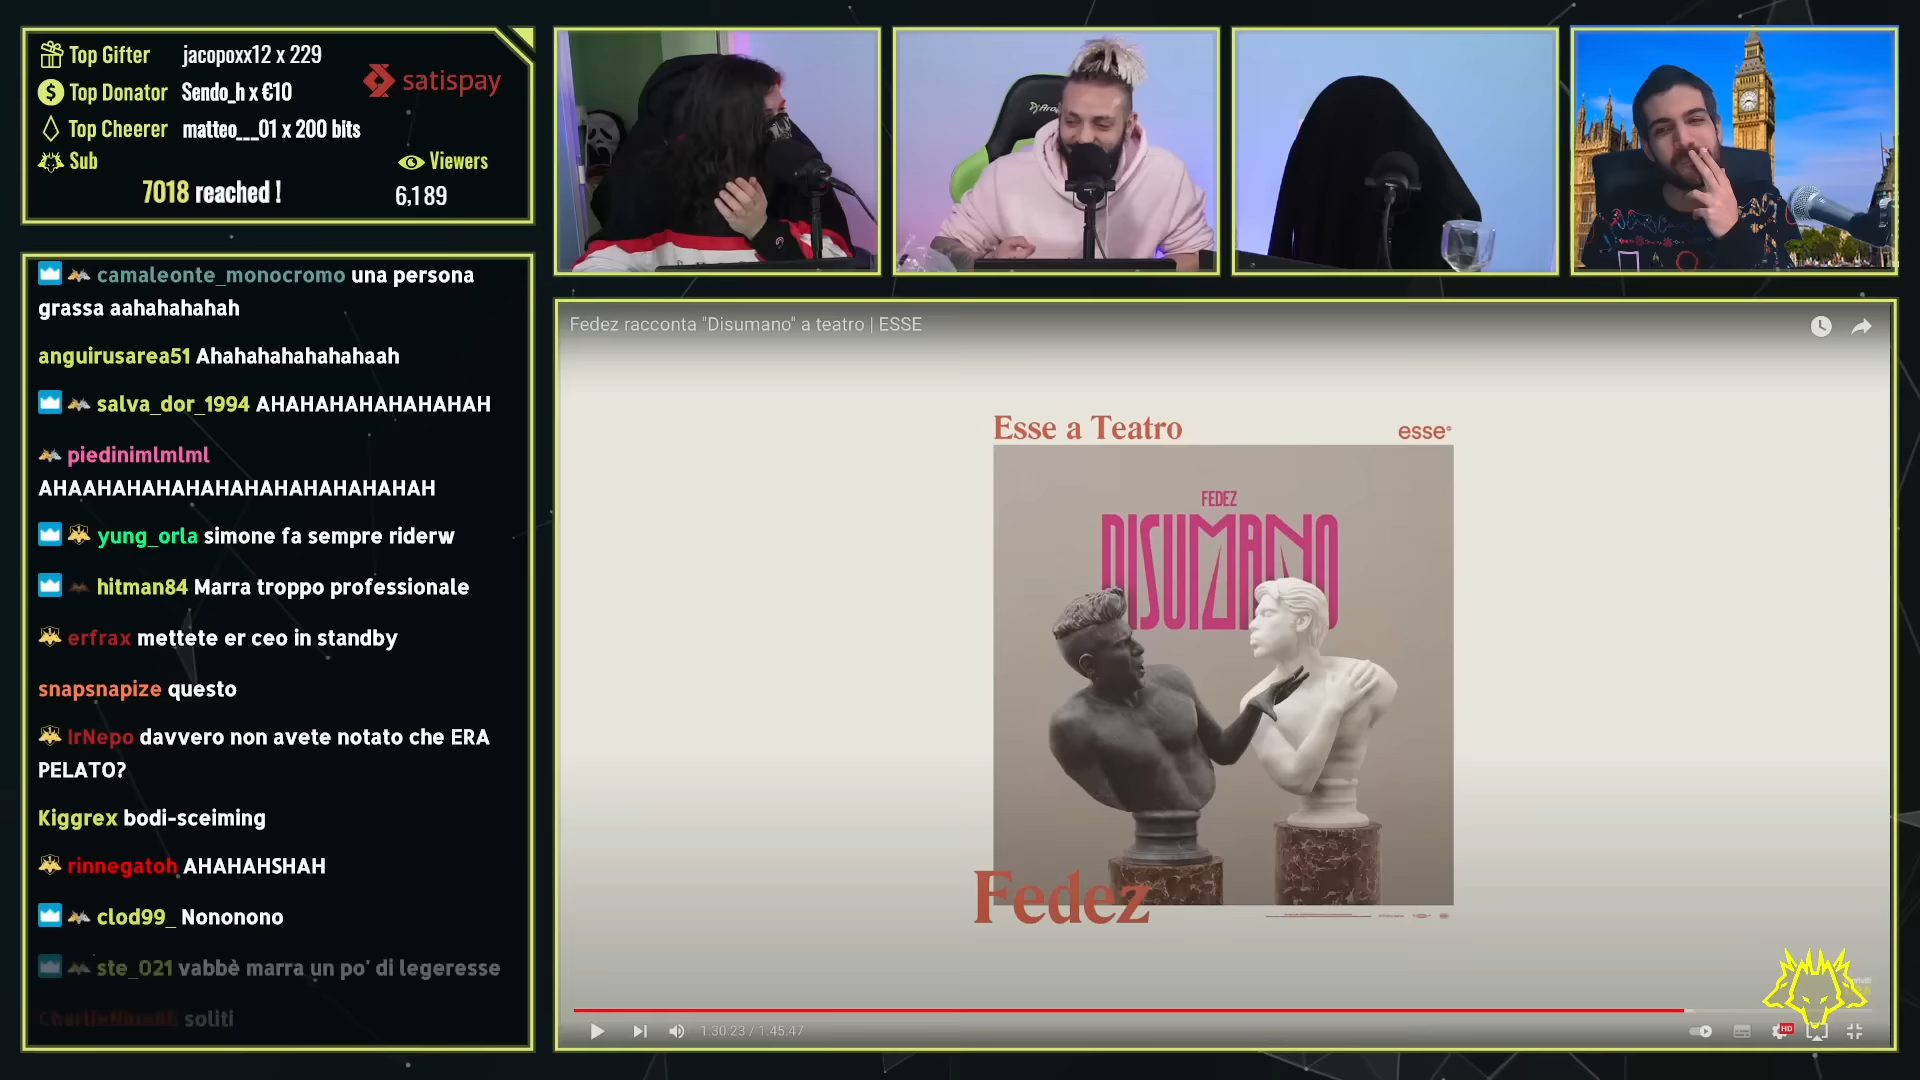 Top Gifter jacopoxx12 x 229
satispay
Top Donator Sendo_h x €10
Top Cheerer matteo___01 x 200 bits
Sub
Viewers
7018 reached !
6,189
camaleonte_monocromo una persona
grassa aahahahahah
anguirusarea51 Ahahahahahahahaah
salva_dor_1994 AHAHAHAHAHAHAHAH
piedinimlmlml
AHAAHAHAHAHAHAHAHAHAHAHAH
yung_orla simone fa sempre riderw
hitman84 Marra troppo professionale
erfrax mettete er ceo in standby
snapsnapize questo
IrNepo davvero non avete notato che ERA
PELATO?
Kiggrex bodi-sceiming
rinnegatoh AHAHAHSHAH
clod99_ Nononono
ste_021 vabbè marra un po' di legeresse
soliti
Fedez racconta "Disumano" a teatro | ESSE
Esse a Teatro
esse°
FEDEZ
DISUMANO
Fedez
1:30:23 / 1:45:47
HD